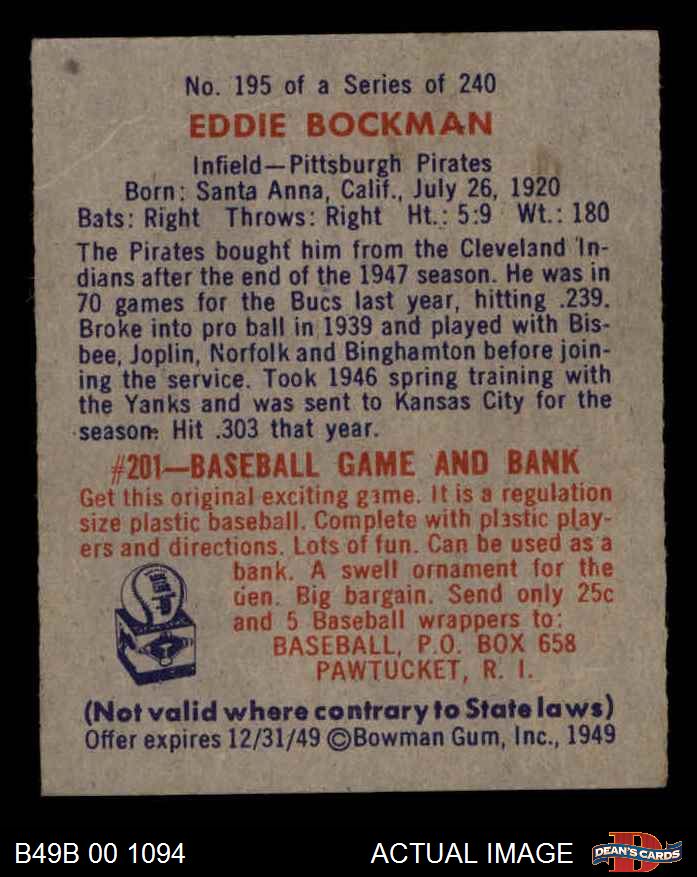 No. 195 of a Series of 240
EDDIE BOCKMAN
Infield—Pittsburgh Pirates
Born: Santa Anna, Calif., July 26, 1920
Bats: Right Throws: Right Ht.: 5:9 Wt.: 180
The Pirates bought him from the Cleveland In-
dians after the end of the 1947 season. He was in
70 games for the Bucs last year, hitting .239.
Broke into pro ball in 1939 and played with Bis-
bee, Joplin, Norfolk and Binghamton before join-
ing the service. Took 1946 spring training with
the Yanks and was sent to Kansas City for the
season. Hit .303 that year.
#201—BASEBALL GAME AND BANK
Get this original exciting game. It is a regulation
size plastic baseball. Complete with plastic play-
ers and directions. Lots of fun. Can be used as a
bank. A swell ornament for the
den. Big bargain. Send only 25c
and 5 Baseball wrappers to:
BASEBALL, P.O. BOX 658
PAWTUCKET, R. I.
(Not valid where contrary to State laws)
Offer expires 12/31/49 ©Bowman Gum, Inc., 1949
B49B 00 1094
ACTUAL IMAGE
DEAN'S CARDS